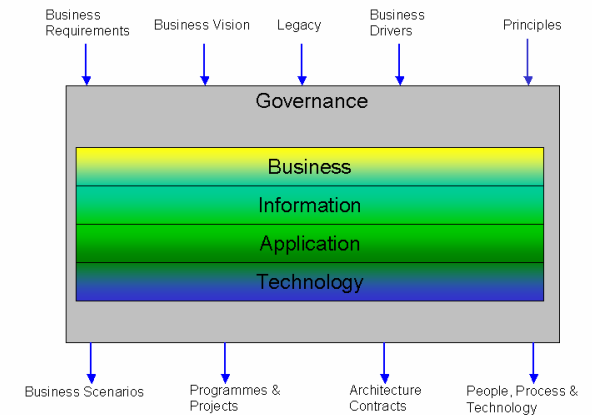 Business
Requirements
Business Vision
Legacy
Business
Drivers
Principles
Governance
Business
Information
Application
Technology
Business Scenarios
Programmes &
Projects
Architecture
Contracts
People, Process &
Technology